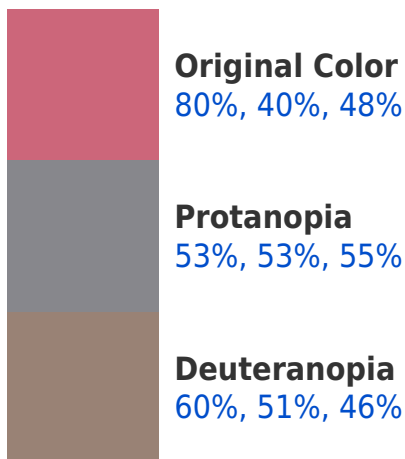 Original Color
80%, 40%, 48%
Protanopia
53%, 53%, 55%
Deuteranopia
60%, 51%, 46%